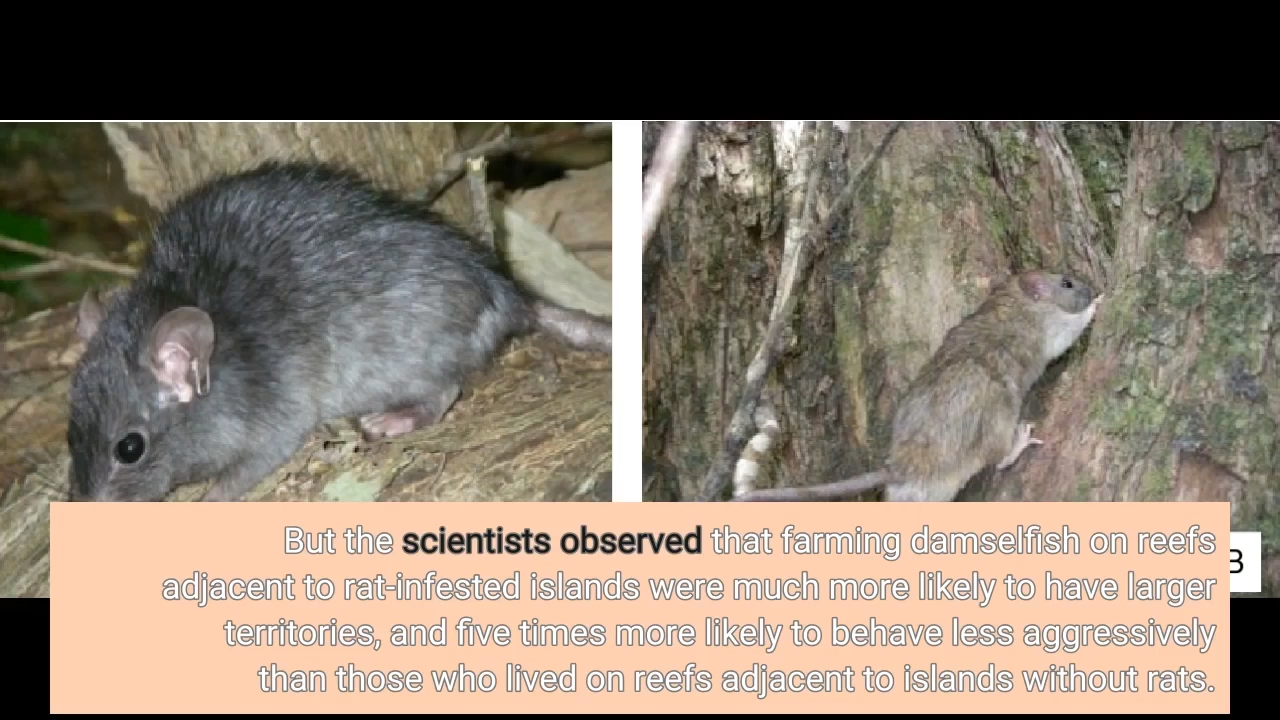 But the scientists observed that farming damselfish on reefs
adjacent to rat-infested islands were much more likely to have larger
territories, and five times more likely to behave less aggressively
than those who lived on reefs adjacent to islands without rats.
B